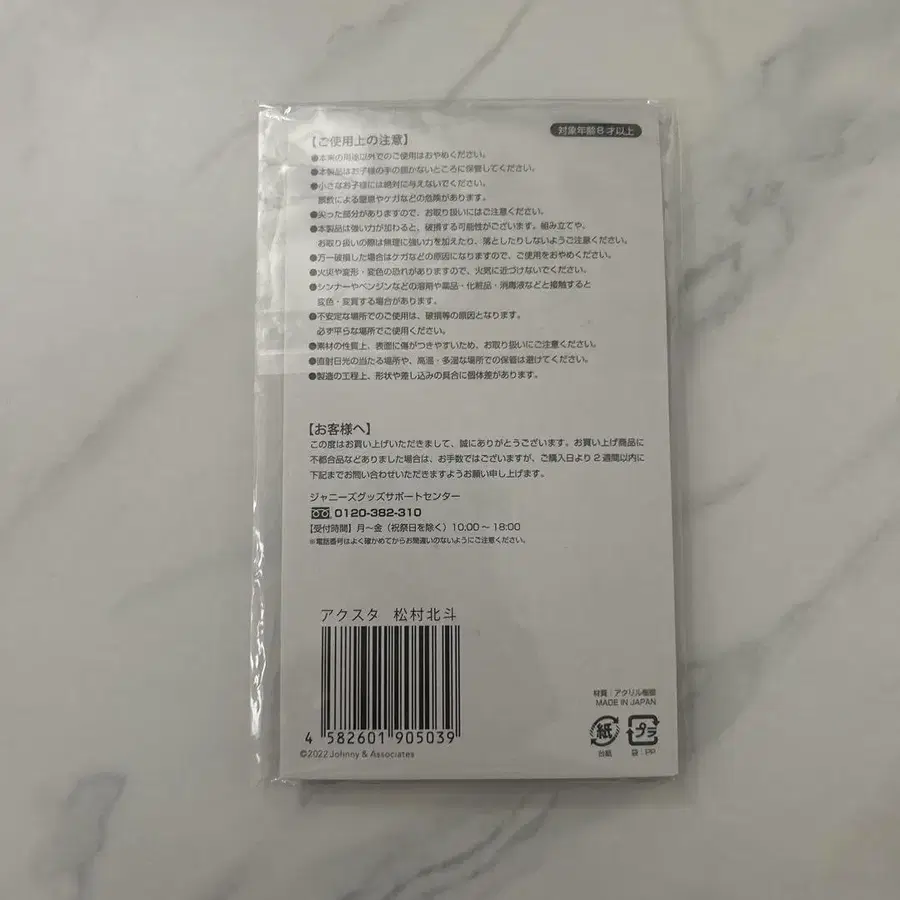 対象年齢8才以上
【ご使用上の注意】
●本来の用途以外でのご使用はおやめください。
●本製品はお子様の手の届かないところに保管してください。
●小さなお子様には絶対に与えないでください。
誤飲による窒息やケガなどの危険があります。
●尖った部分がありますので、お取り扱いにはご注意ください。
●本製品は強い力が加わると、破損する可能性がございます。組み立てや、
お取り扱いの際は無理に強い力を加えたり、落としたりしないようご注意ください。
●万一破損した場合はケガなどの原因になりますので、ご使用をおやめください。
●火災や変形・変色の恐れがありますので、火気に近づけないでください。
●シンナーやベンジンなどの溶剤や薬品・化粧品・消毒液などと接触すると
変色・変質する場合があります。
●不安定な場所でのご使用は、破損等の原因となります。
必ず平らな場所でご使用ください。
●素材の性質上、表面に傷がつきやすいため、お取り扱いにご注意ください。
●直射日光の当たる場所や、高温・多湿な場所での保管は避けてください。
●製造の工程上、形状や差し込みの具合に個体差があります。
【お客様へ】
この度はお買い上げいただきまして、誠にありがとうございます。お買い上げ商品に
不都合品などありました場合は、お手数ではございますが、ご購入日より2週間以内に
下記までお問い合わせいただきますようお願い申し上げます。
ジャニーズグッズサポートセンター
0120-382-310
【受付時間】月～金（祝祭日を除く）10:00～18:00
※電話番号はよく確かめてからお間違いのないようにご注意ください。
アクスタ 松村北斗
4 582601 905039
©2022 Johnny & Associates
材質：アクリル樹脂
MADE IN JAPAN
紙 プラ
台紙 袋：PP